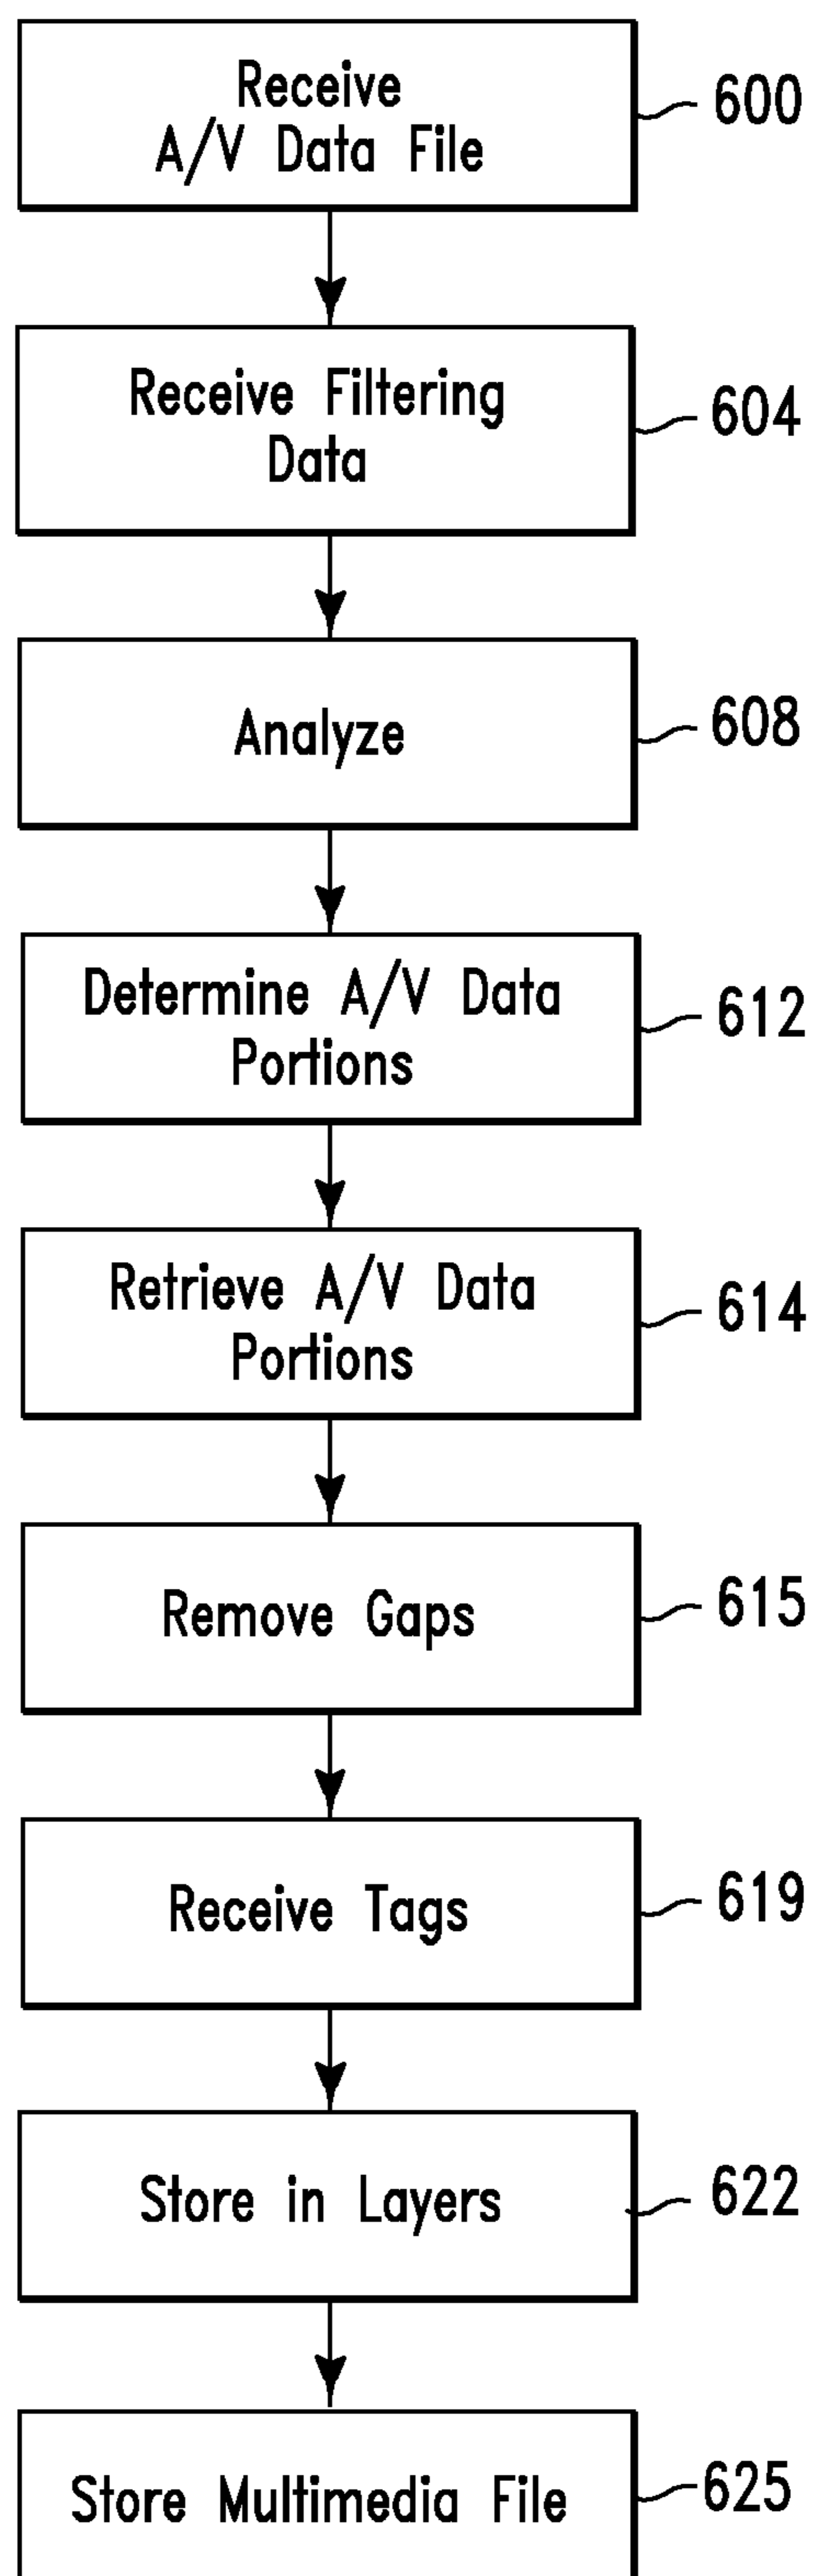 Receive
A/V Data File
600
Receive Filtering
Data
604
Analyze
608
Determine A/V Data
Portions
612
Retrieve A/V Data
Portions
614
Remove Gaps
615
Receive Tags
619
Store in Layers
622
Store Multimedia File
625